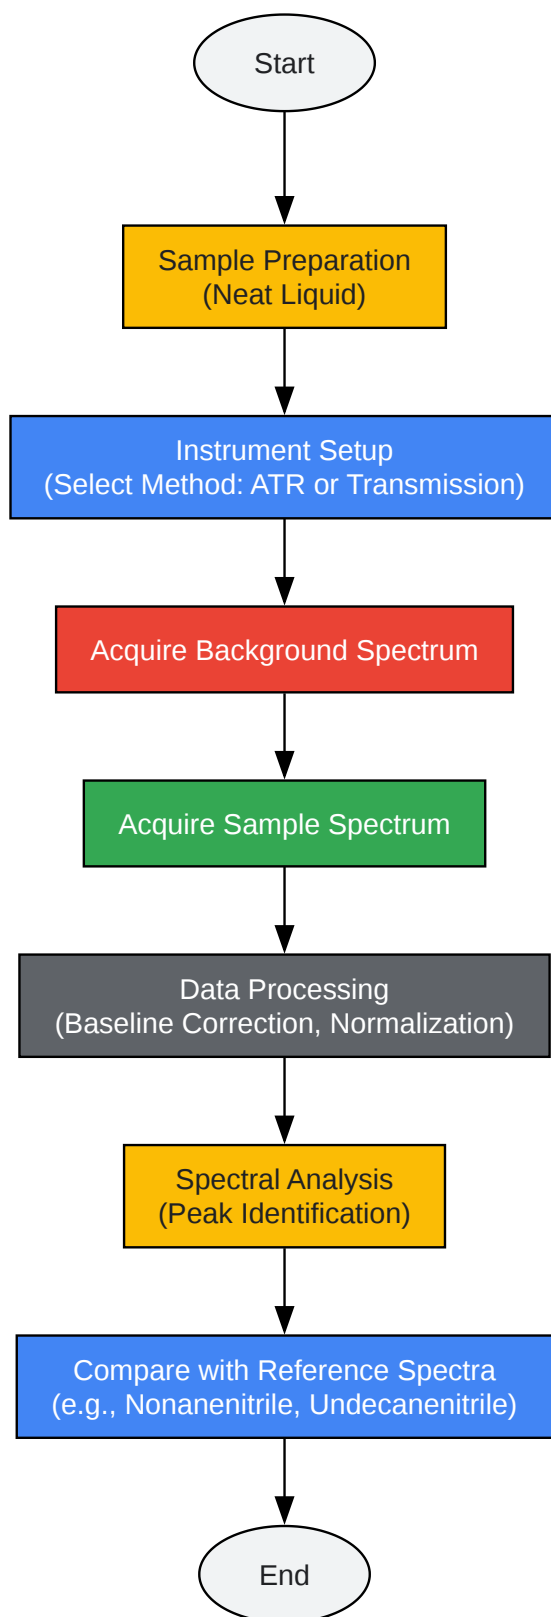 Start
Sample Preparation
(Neat Liquid)
Instrument Setup
(Select Method: ATR or Transmission)
Acquire Background Spectrum
Acquire Sample Spectrum
Data Processing
(Baseline Correction, Normalization)
Spectral Analysis
(Peak Identification)
Compare with Reference Spectra
(e.g., Nonanenitrile, Undecanenitrile)
End